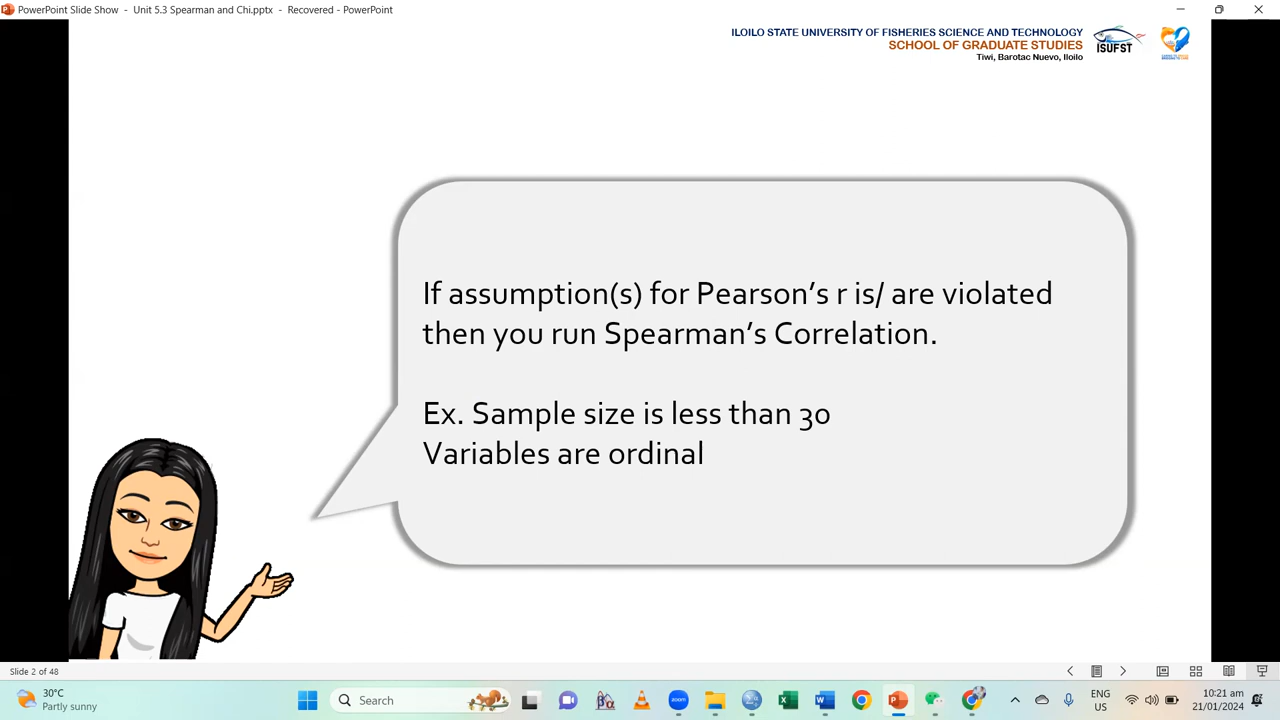 PowerPoint Slide Show - Unit 5.3 Spearman and Chi.pptx - Recovered - PowerPoint
ILOILO STATE UNIVERSITY OF FISHERIES SCIENCE AND TECHNOLOGY
SCHOOL OF GRADUATE STUDIES
Tiwi, Barotac Nuevo, Iloilo
ISUFST
If assumption(s) for Pearson's r is/ are violated
then you run Spearman's Correlation.
Ex. Sample size is less than 30
Variables are ordinal
Slide 2 of 48
30°C
Partly sunny
Search
zoom
ENG
US
10:21 am
21/01/2024